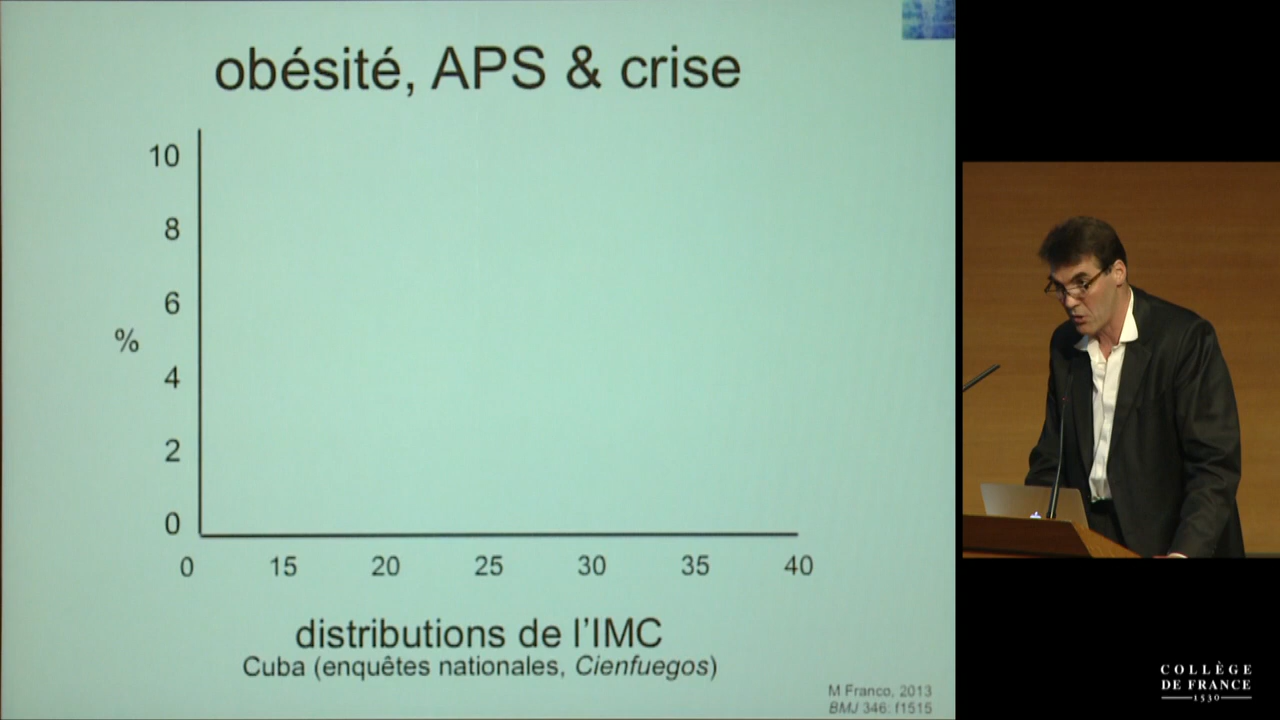 obésité, APS & crise
10
8
6
%
4
2
0
0 15 20 25 30 35 40
distributions de l'IMC
Cuba (enquêtes nationales, Cienfuegos)
M Franco, 2013
BMJ 346: f1515
COLLÈGE
DE FRANCE
1530